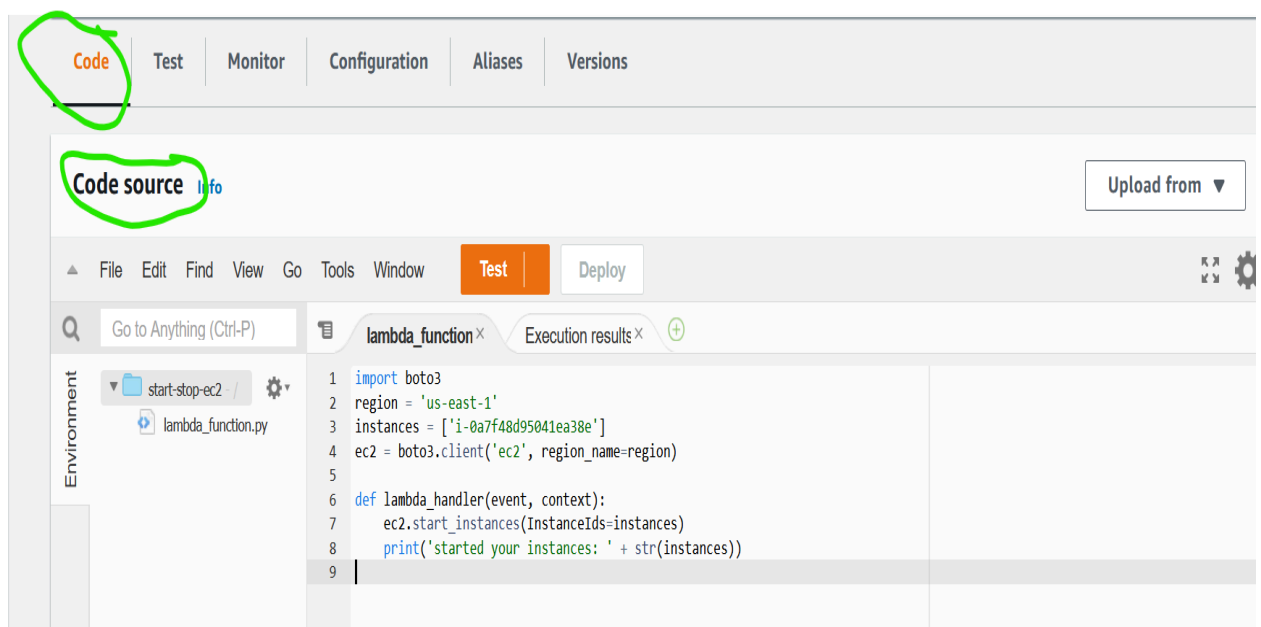 Code Test Monitor Configuration Aliases Versions
Code source Info
Upload from
File Edit Find View Go Tools Window Test Deploy
Go to Anything (Ctrl-P)
lambda_function Execution results
Environment
start-stop-ec2 - /
lambda_function.py
1 import boto3
2 region = 'us-east-1'
3 instances = ['i-0a7f48d95041ea38e']
4 ec2 = boto3.client('ec2', region_name=region)
5
6 def lambda_handler(event, context):
7     ec2.start_instances(InstanceIds=instances)
8     print('started your instances: ' + str(instances))
9